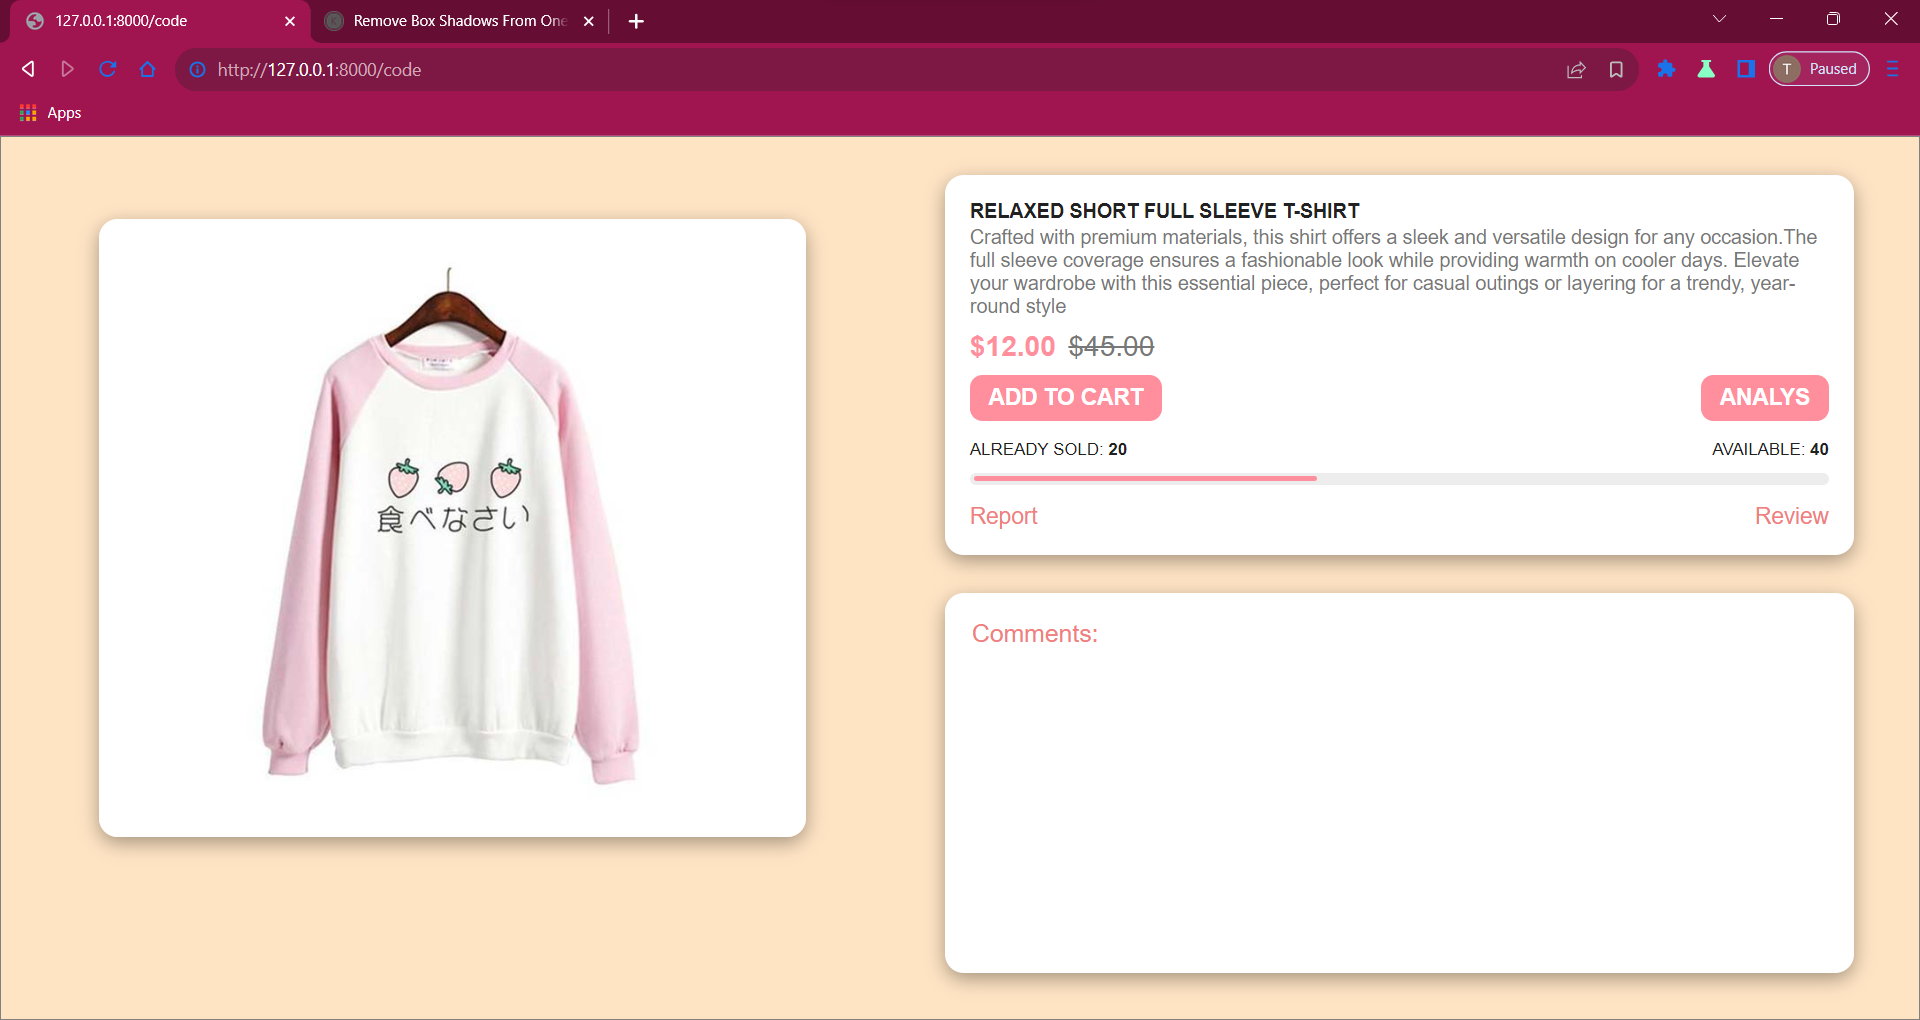 127.0.0.1:8000/code
Remove Box Shadows From One
http://127.0.0.1:8000/code
T Paused
Apps
食べなさい
RELAXED SHORT FULL SLEEVE T-SHIRT
Crafted with premium materials, this shirt offers a sleek and versatile design for any occasion.The
full sleeve coverage ensures a fashionable look while providing warmth on cooler days. Elevate
your wardrobe with this essential piece, perfect for casual outings or layering for a trendy, year-
round style
$12.00 $45.00
ADD TO CART ANALYS
ALREADY SOLD: 20 AVAILABLE: 40
Report Review
Comments: